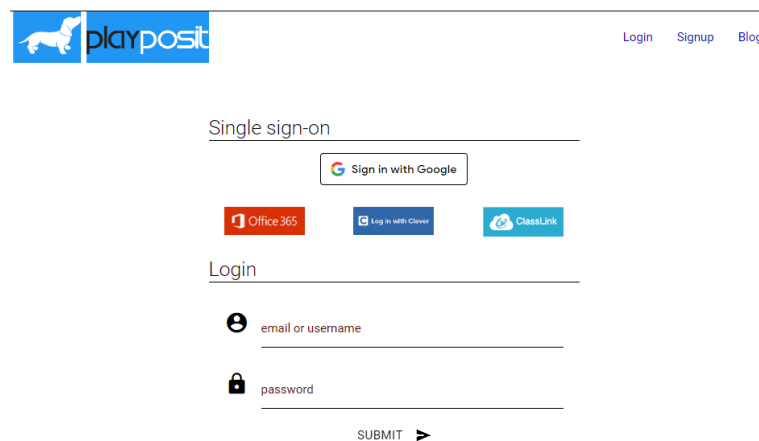 playposit
Login Signup Blog
Single sign-on
Sign in with Google
Office 365 Log in with Clever ClassLink
Login
email or username
password
SUBMIT